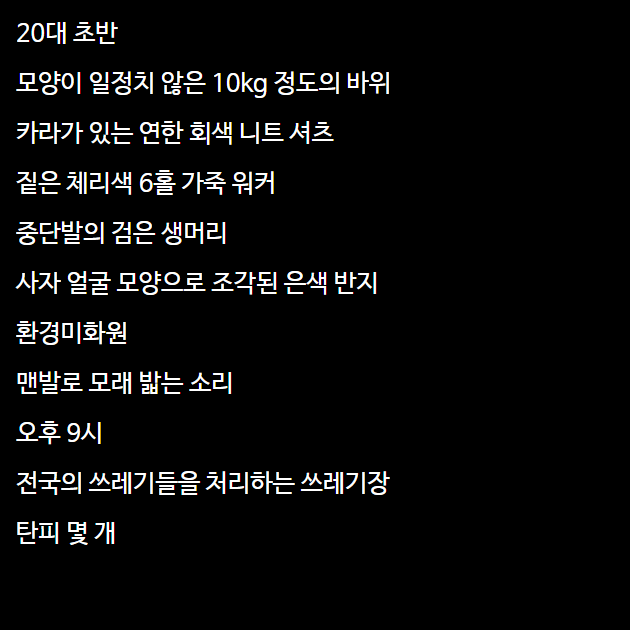 20대 초반
모양이 일정치 않은 10kg 정도의 바위
카라가 있는 연한 회색 니트 셔츠
짙은 체리색 6홀 가죽 워커
중단발의 검은 생머리
사자 얼굴 모양으로 조각된 은색 반지
환경미화원
맨발로 모래 밟는 소리
오후 9시
전국의 쓰레기들을 처리하는 쓰레기장
탄피 몇 개